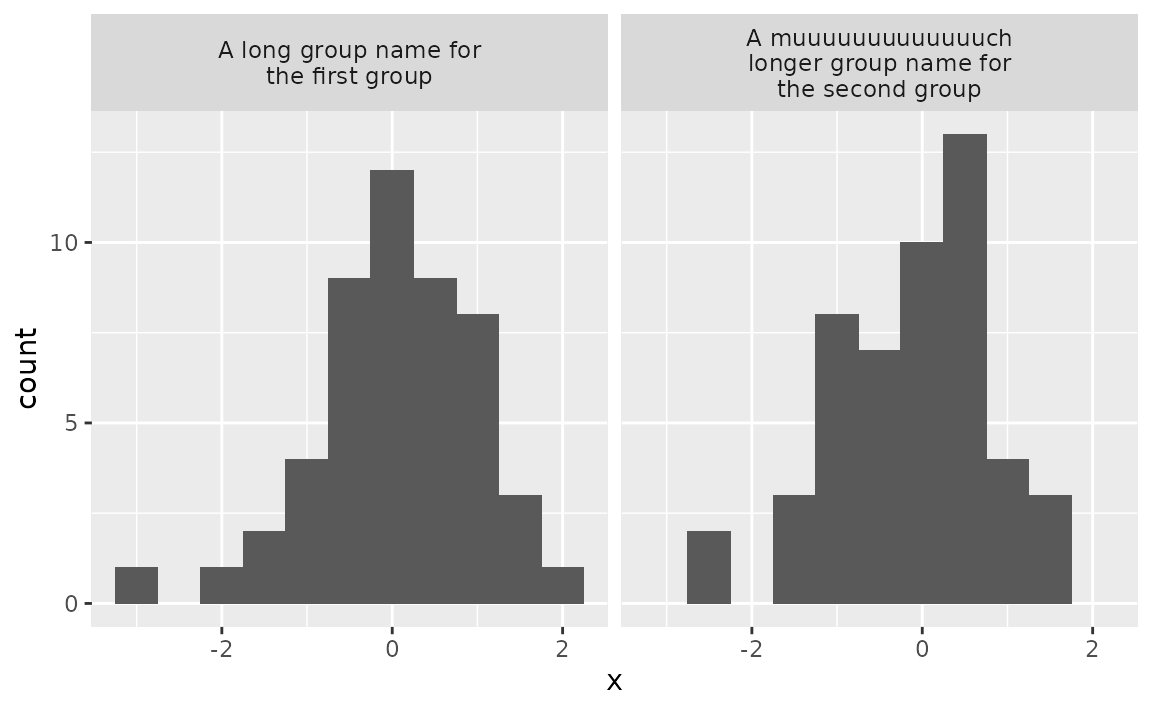 A long group name for
the first group
A muuuuuuuuuuuuuuch
longer group name for
the second group
10
5
0
count
-2
0
2
-2
0
2
x